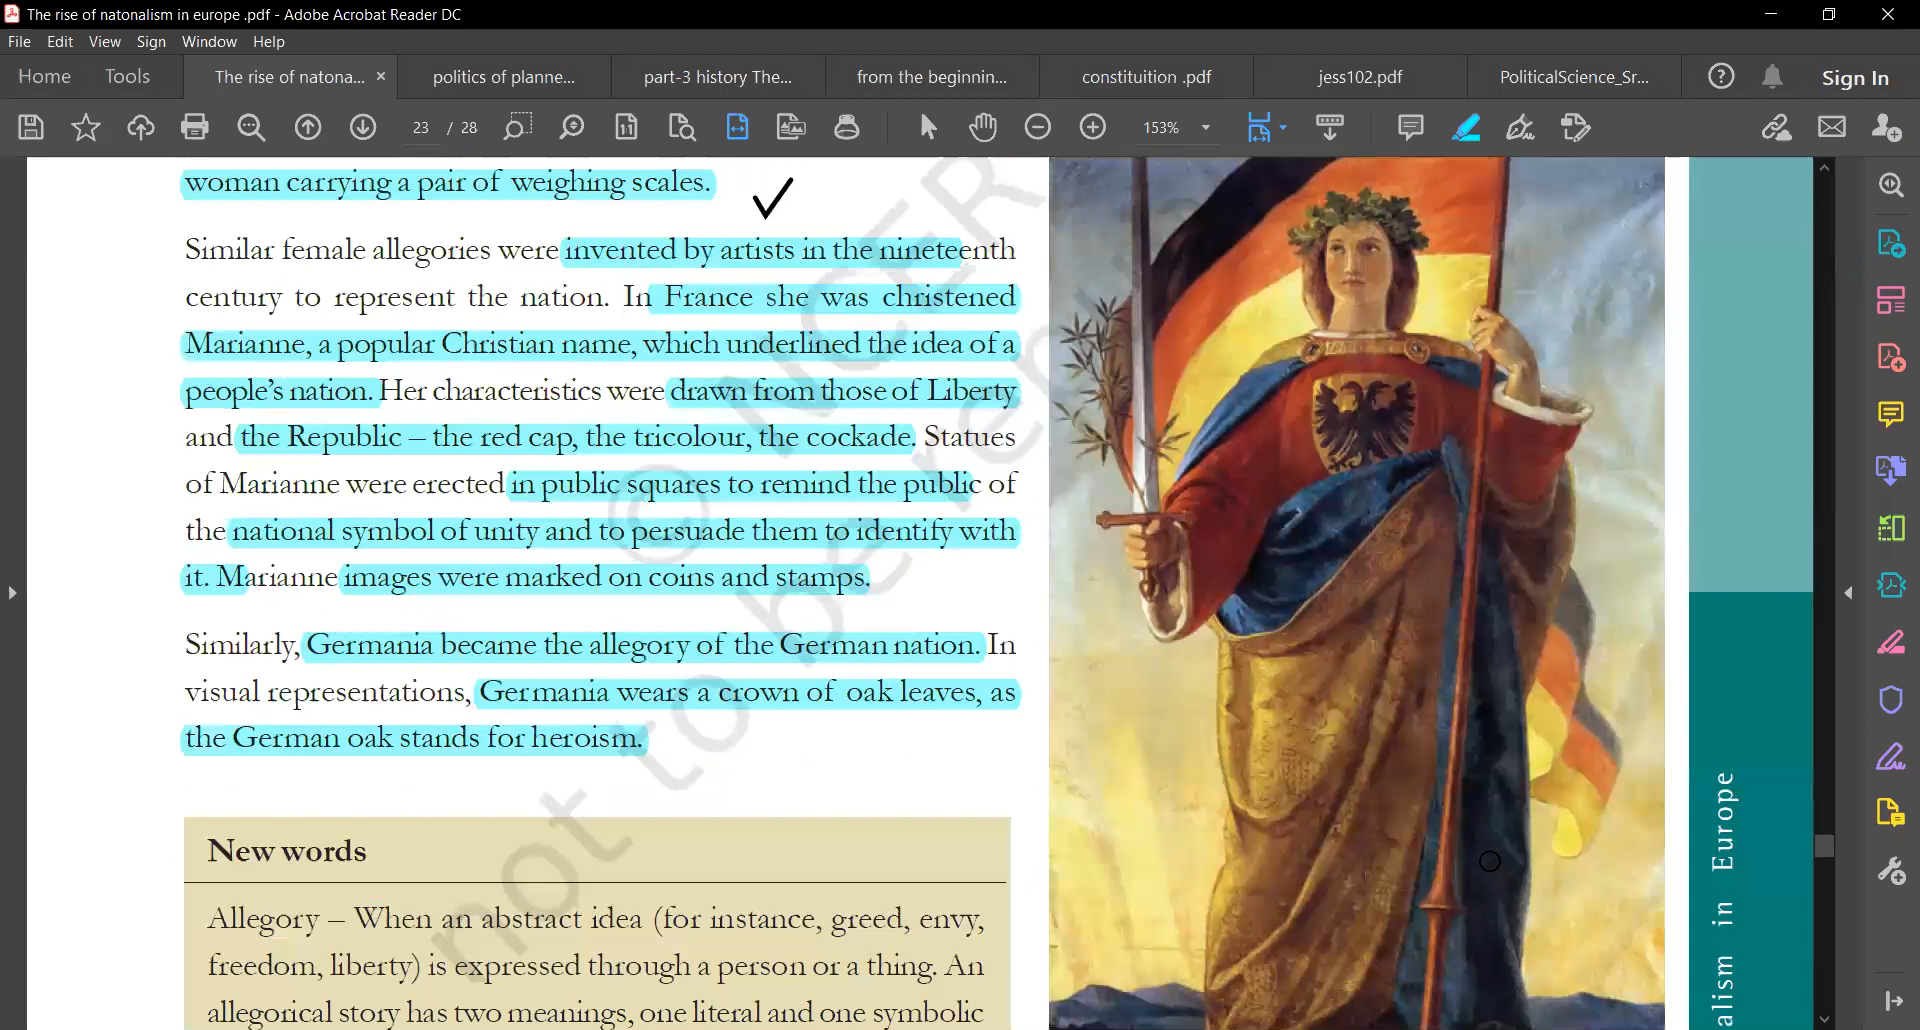 The rise of natonalism in europe .pdf - Adobe Acrobat Reader DC
File Edit View Sign Window Help
Home Tools The rise of natona... × politics of planne... part-3 history The... from the beginnin... constituition .pdf jess102.pdf PoliticalScience_Sr... Sign In
23 / 28 153%
woman carrying a pair of weighing scales.
Similar female allegories were invented by artists in the nineteenth
century to represent the nation. In France she was christened
Marianne, a popular Christian name, which underlined the idea of a
people's nation. Her characteristics were drawn from those of Liberty
and the Republic – the red cap, the tricolour, the cockade. Statues
of Marianne were erected in public squares to remind the public of
the national symbol of unity and to persuade them to identify with
it. Marianne images were marked on coins and stamps.
Similarly, Germania became the allegory of the German nation. In
visual representations, Germania wears a crown of oak leaves, as
the German oak stands for heroism.
New words
Allegory – When an abstract idea (for instance, greed, envy,
freedom, liberty) is expressed through a person or a thing. An
allegorical story has two meanings, one literal and one symbolic
alism in Europe
© NCER
not to be re